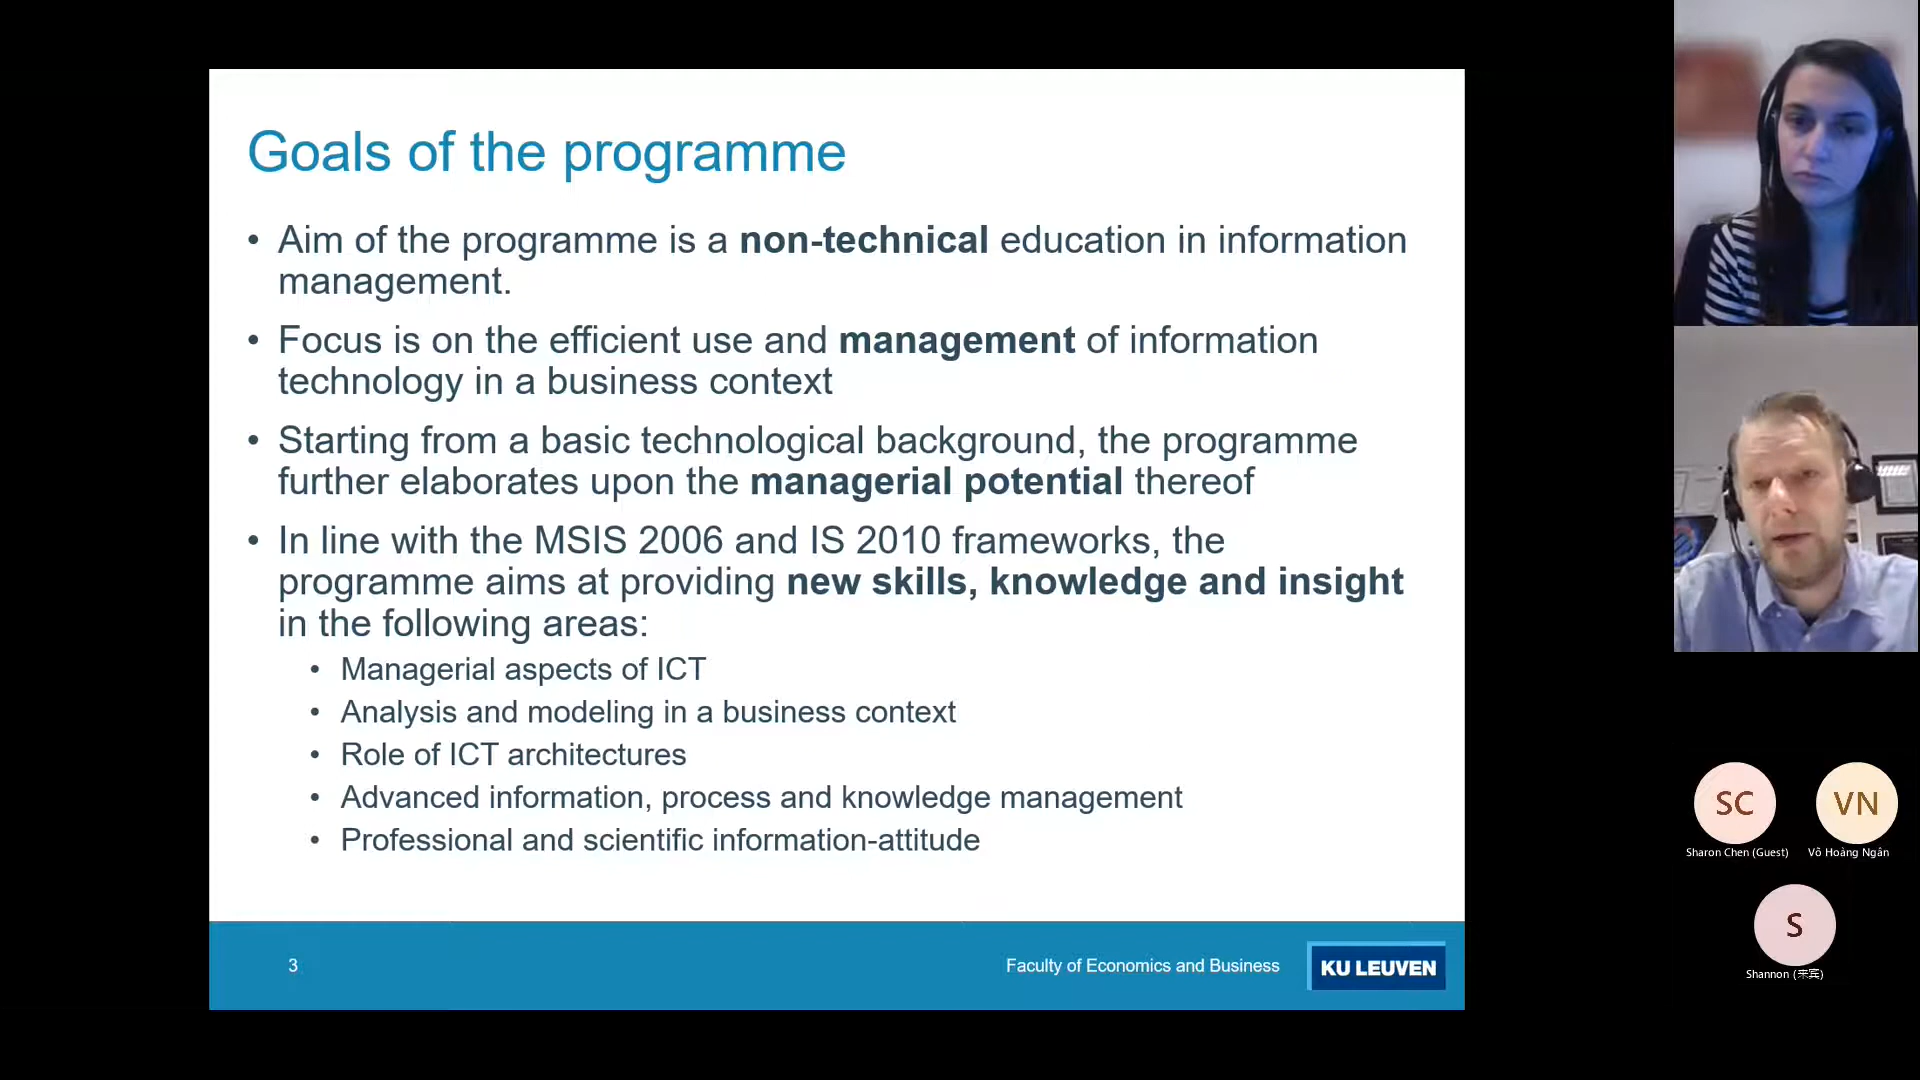 Goals of the programme
• Aim of the programme is a non-technical education in information
management.
• Focus is on the efficient use and management of information
technology in a business context
• Starting from a basic technological background, the programme
further elaborates upon the managerial potential thereof
• In line with the MSIS 2006 and IS 2010 frameworks, the
programme aims at providing new skills, knowledge and insight
in the following areas:
• Managerial aspects of ICT
• Analysis and modeling in a business context
• Role of ICT architectures
• Advanced information, process and knowledge management
• Professional and scientific information-attitude
3
Faculty of Economics and Business
KU LEUVEN
SC
VN
Sharon Chen (Guest)
Võ Hoàng Ngân
S
Shannon (来宾)